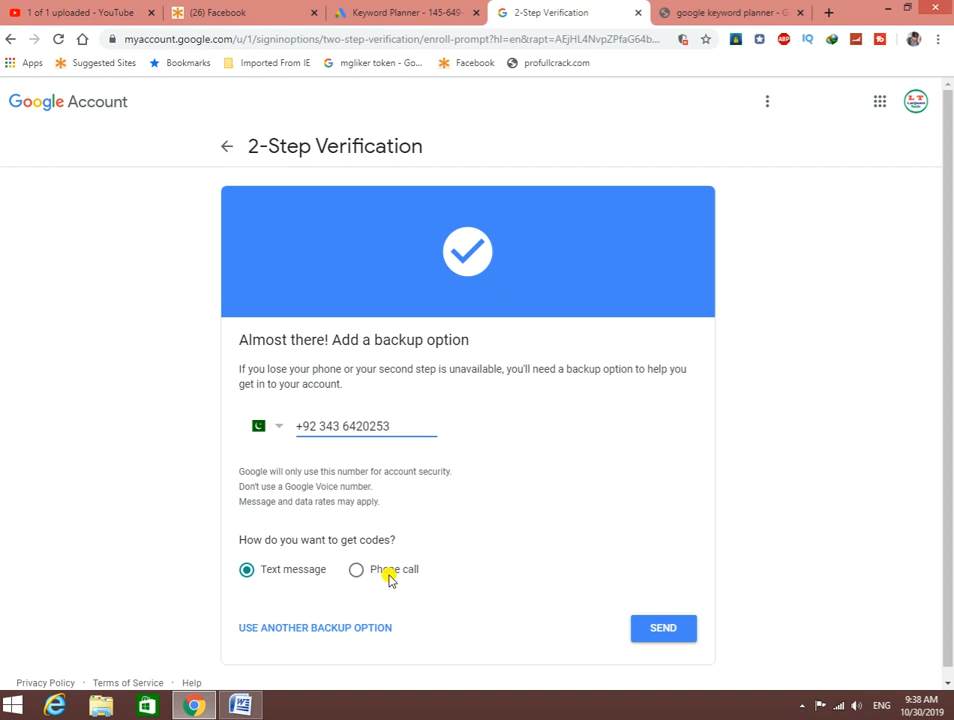 1 of 1 uploaded - YouTube
(26) Facebook
Keyword Planner - 145-649-
2-Step Verification
google keyword planner - G
myaccount.google.com/u/1/signinoptions/two-step-verification/enroll-prompt?hl=en&rapt=AEjHL4NvpZPfaG64b...
ABP
IQ
Apps
Suggested Sites
Bookmarks
Imported From IE
mgliker token - Go...
Facebook
profullcrack.com
Google Account
L T
2-Step Verification
Almost there! Add a backup option
If you lose your phone or your second step is unavailable, you'll need a backup option to help you
get in to your account.
+92 343 6420253
Google will only use this number for account security.
Don't use a Google Voice number.
Message and data rates may apply.
How do you want to get codes?
Text message
Phone call
USE ANOTHER BACKUP OPTION
SEND
Privacy Policy · Terms of Service · Help
ENG
9:38 AM
10/30/2019